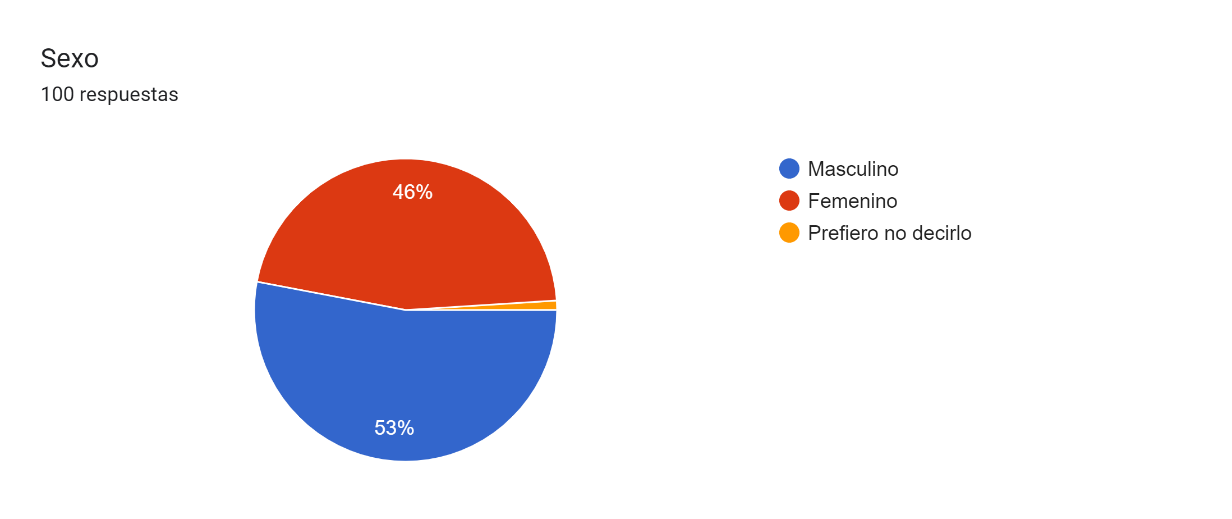 Sexo
100 respuestas
46%
53%
Masculino
Femenino
Prefiero no decirlo